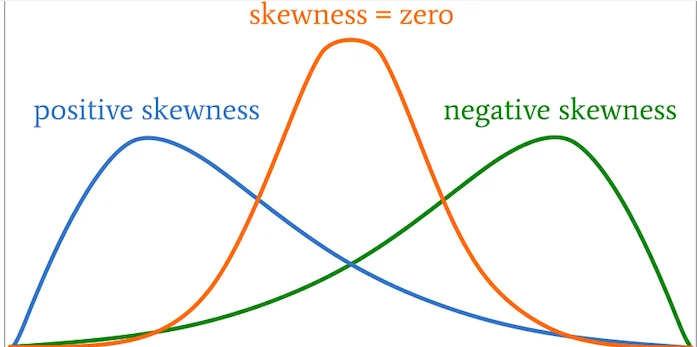 skewness = zero
positive skewness
negative skewness